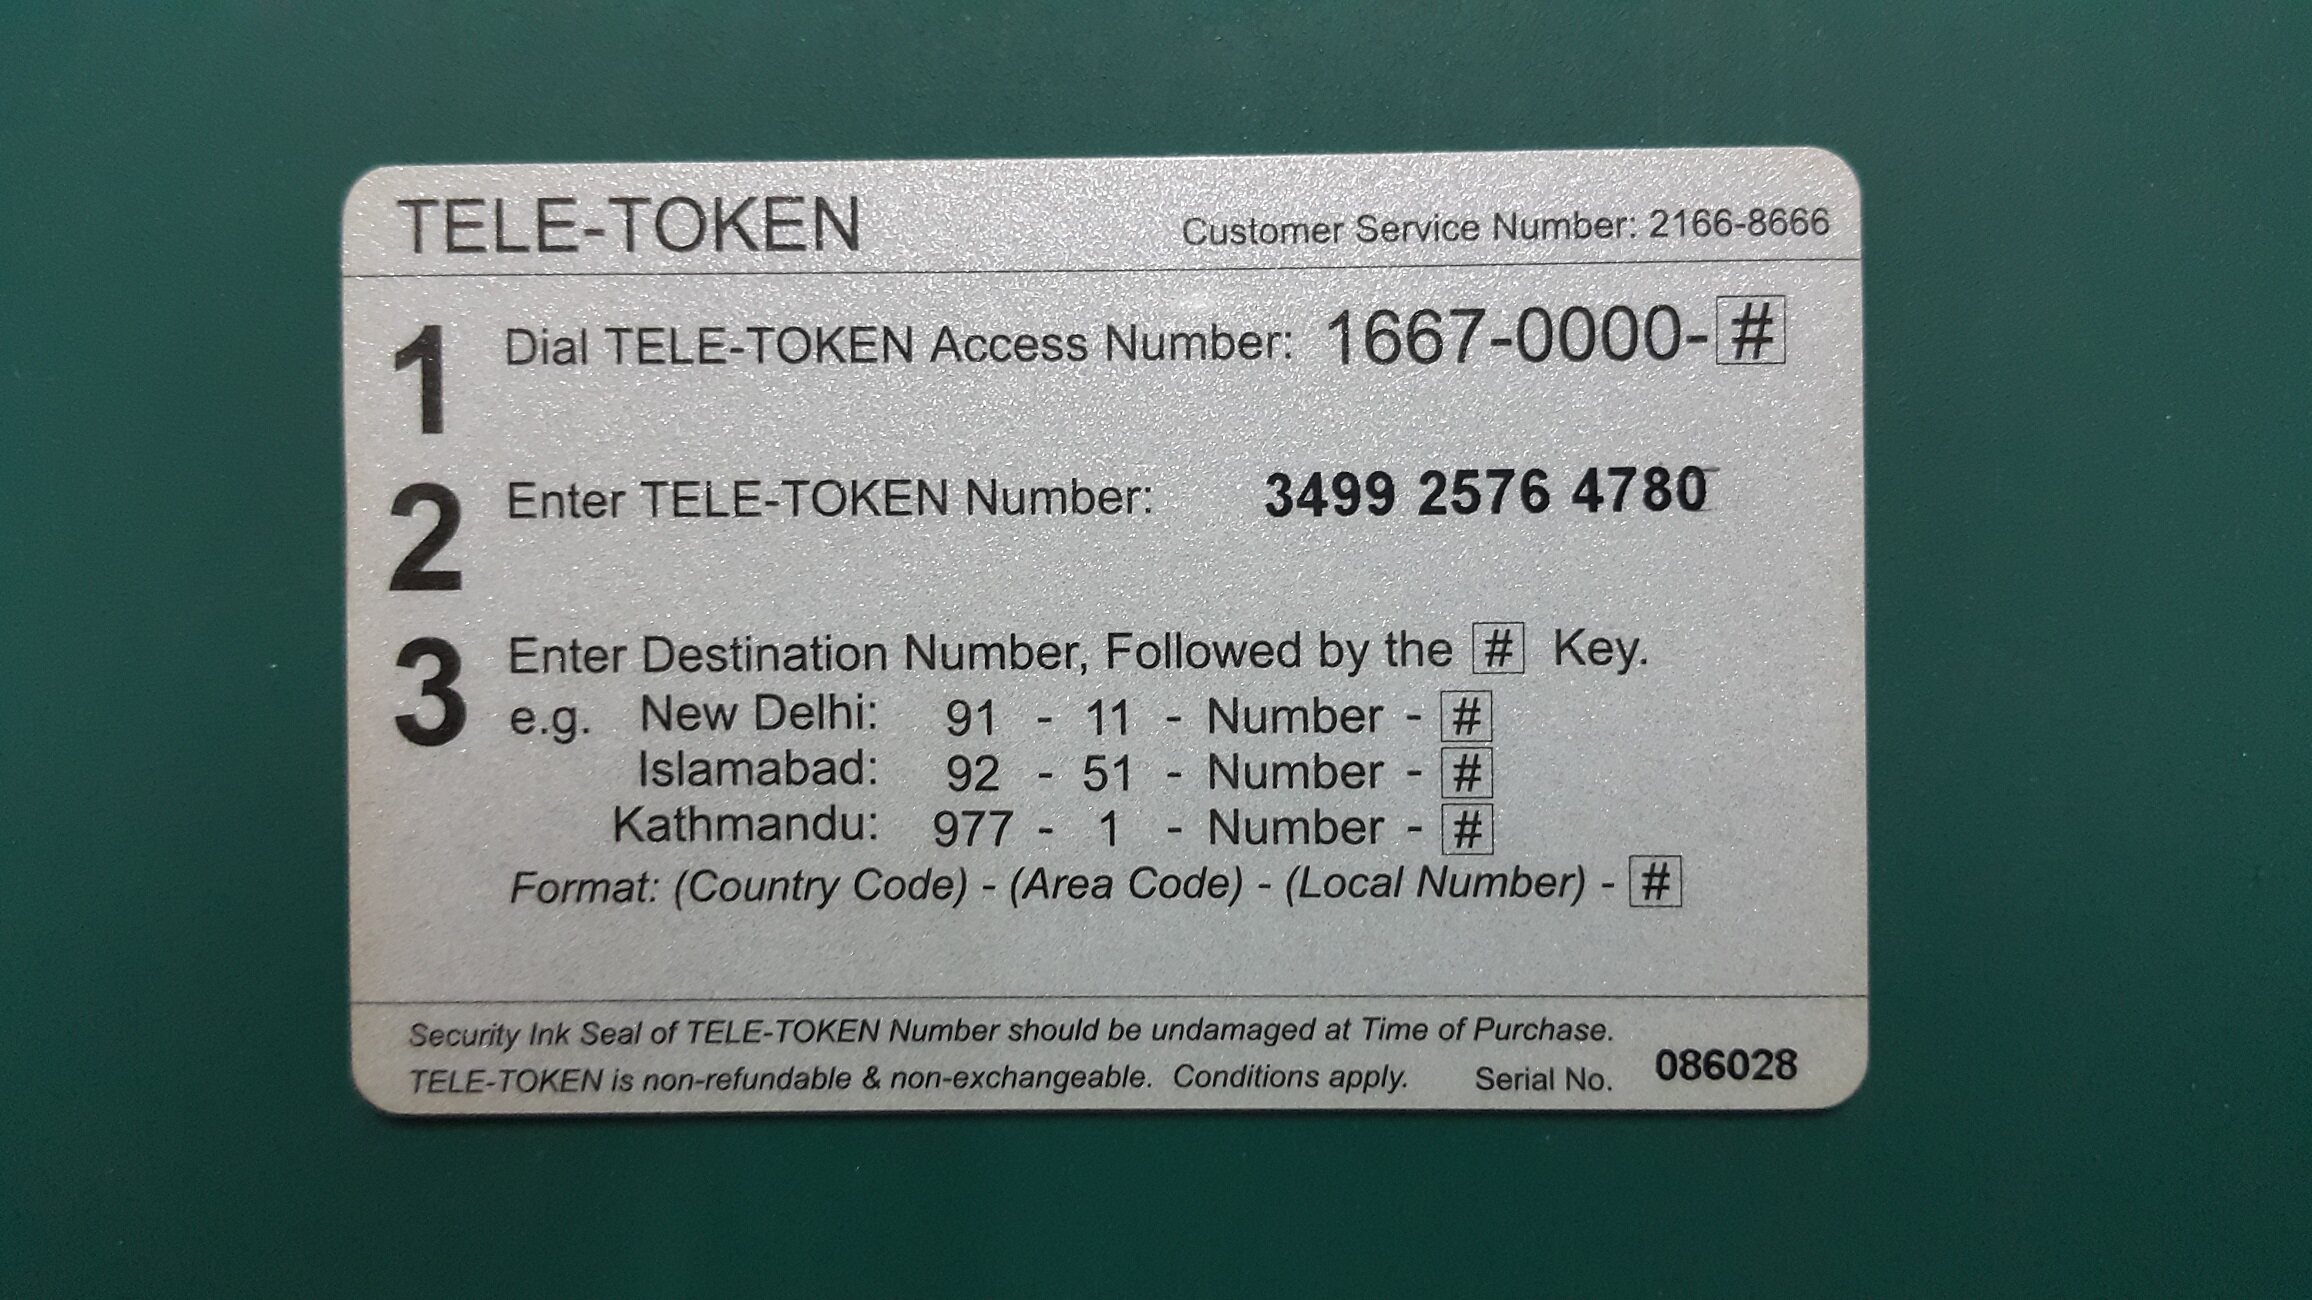 TELE-TOKEN Customer Service Number: 2166-8666
1 Dial TELE-TOKEN Access Number: 1667-0000-#
2 Enter TELE-TOKEN Number: 3499 2576 4780
3 Enter Destination Number, Followed by the # Key.
e.g. New Delhi: 91 - 11 - Number - #
Islamabad: 92 - 51 - Number - #
Kathmandu: 977 - 1 - Number - #
Format: (Country Code) - (Area Code) - (Local Number) - #
Security Ink Seal of TELE-TOKEN Number should be undamaged at Time of Purchase.
TELE-TOKEN is non-refundable & non-exchangeable. Conditions apply. Serial No. 086028